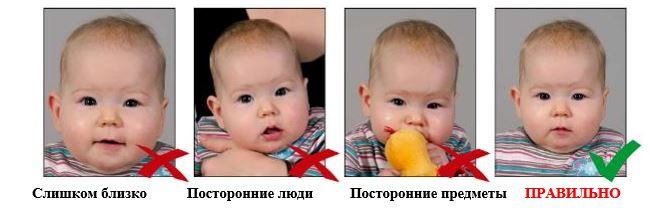 Слишком близко
Посторонние люди
Посторонние предметы
ПРАВИЛЬНО